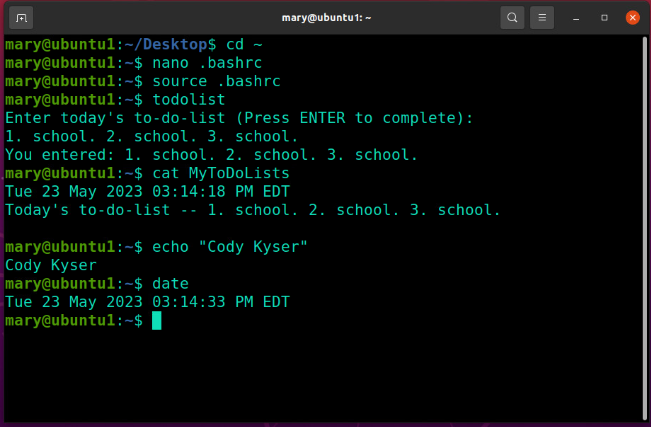 mary@ubuntu1: ~
mary@ubuntu1:~/Desktop$ cd ~
mary@ubuntu1:~$ nano .bashrc
mary@ubuntu1:~$ source .bashrc
mary@ubuntu1:~$ todolist
Enter today's to-do-list (Press ENTER to complete):
1. school. 2. school. 3. school.
You entered: 1. school. 2. school. 3. school.
mary@ubuntu1:~$ cat MyToDoLists
Tue 23 May 2023 03:14:18 PM EDT
Today's to-do-list -- 1. school. 2. school. 3. school.

mary@ubuntu1:~$ echo "Cody Kyser"
Cody Kyser
mary@ubuntu1:~$ date
Tue 23 May 2023 03:14:33 PM EDT
mary@ubuntu1:~$